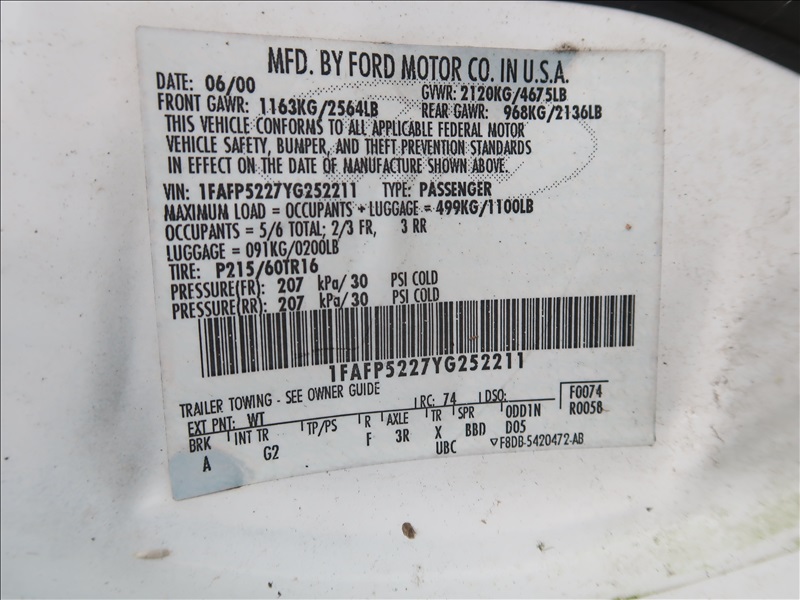 MFD. BY FORD MOTOR CO. IN U.S.A.
DATE: 06/00 GVWR: 2120KG/4675LB
FRONT GAWR: 1163KG/2564LB REAR GAWR: 968KG/2136LB
THIS VEHICLE CONFORMS TO ALL APPLICABLE FEDERAL MOTOR
VEHICLE SAFETY, BUMPER, AND THEFT PREVENTION STANDARDS
IN EFFECT ON THE DATE OF MANUFACTURE SHOWN ABOVE.
VIN: 1FAFP5227YG252211 TYPE: PASSENGER
MAXIMUM LOAD = OCCUPANTS + LUGGAGE = 499KG/1100LB
OCCUPANTS = 5/6 TOTAL; 2/3 FR, 3 RR
LUGGAGE = 091KG/0200LB
TIRE: P215/60TR16
PRESSURE(FR) 207 kPa/ 30 PSI COLD
PRESSURE(RR) 207 kPa/ 30 PSI COLD
1FAFP5227YG252211
TRAILER TOWING - SEE OWNER GUIDE
EXT PNT: WT RC: 74 DSO: F0074
BRK INT TR TP/PS R AXLE TR SPR ODD1N R0058
A G2 F 3R X BBD D05
UBC ▽F8DB-5420472-AB